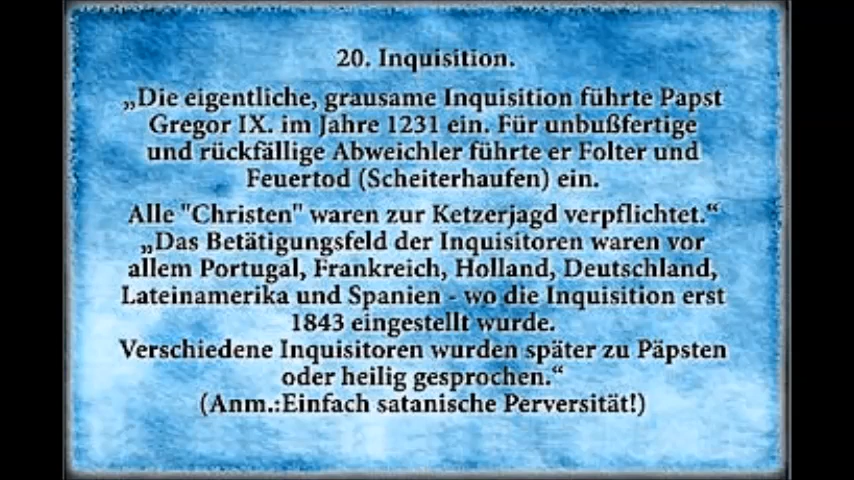 20. Inquisition.
„Die eigentliche, grausame Inquisition führte Papst
Gregor IX. im Jahre 1231 ein. Für unbußfertige
und rückfällige Abweichler führte er Folter und
Feuertod (Scheiterhaufen) ein.
Alle "Christen" waren zur Ketzerjagd verpflichtet.“
„Das Betätigungsfeld der Inquisitoren waren vor
allem Portugal, Frankreich, Holland, Deutschland,
Lateinamerika und Spanien - wo die Inquisition erst
1843 eingestellt wurde.
Verschiedene Inquisitoren wurden später zu Päpsten
oder heilig gesprochen.“
(Anm.:Einfach satanische Perversität!)